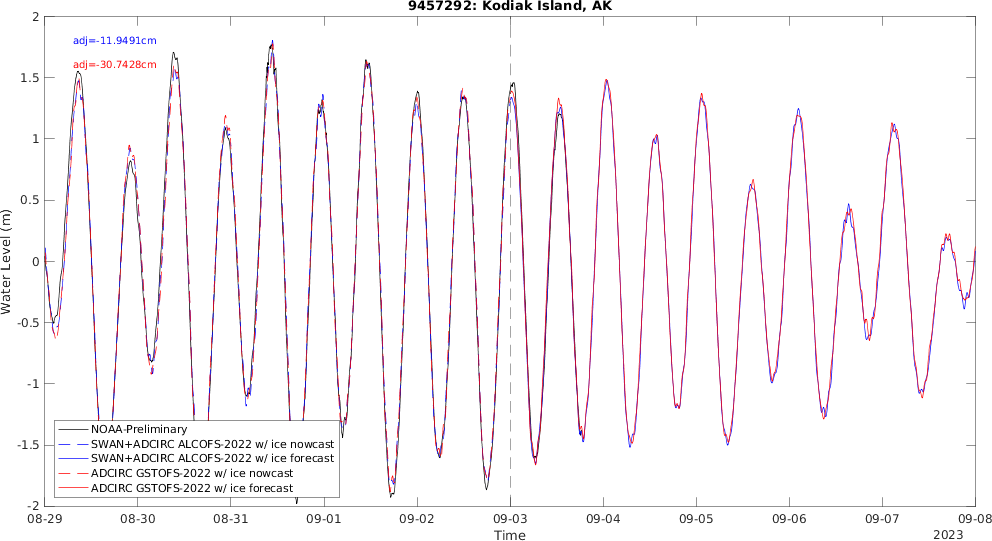 9457292: Kodiak Island, AK
adj=-11.9491cm
adj=-30.7428cm
2
1.5
1
0.5
0
-0.5
-1
-1.5
-2
Water Level (m)
NOAA-Preliminary
SWAN+ADCIRC ALCOFS-2022 w/ ice nowcast
SWAN+ADCIRC ALCOFS-2022 w/ ice forecast
ADCIRC GSTOFS-2022 w/ ice nowcast
ADCIRC GSTOFS-2022 w/ ice forecast
08-29 08-30 08-31 09-01 09-02 09-03 09-04 09-05 09-06 09-07 09-08
Time
2023